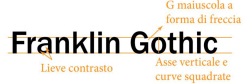 G maiuscola a
forma di freccia
Franklin Gothic
Lieve contrasto
Asse verticale e
curve squadrate